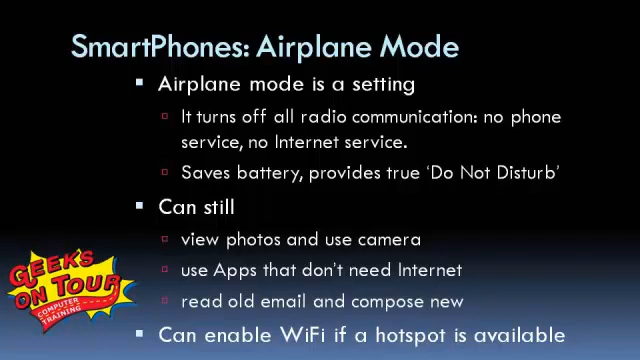 SmartPhones: Airplane Mode
Airplane mode is a setting
It turns off all radio communication: no phone
service, no Internet service.
Saves battery, provides true ‘Do Not Disturb’
Can still
view photos and use camera
use Apps that don’t need Internet
read old email and compose new
Can enable WiFi if a hotspot is available
GEEKS
ON TOUR
COMPUTER
TRAINING